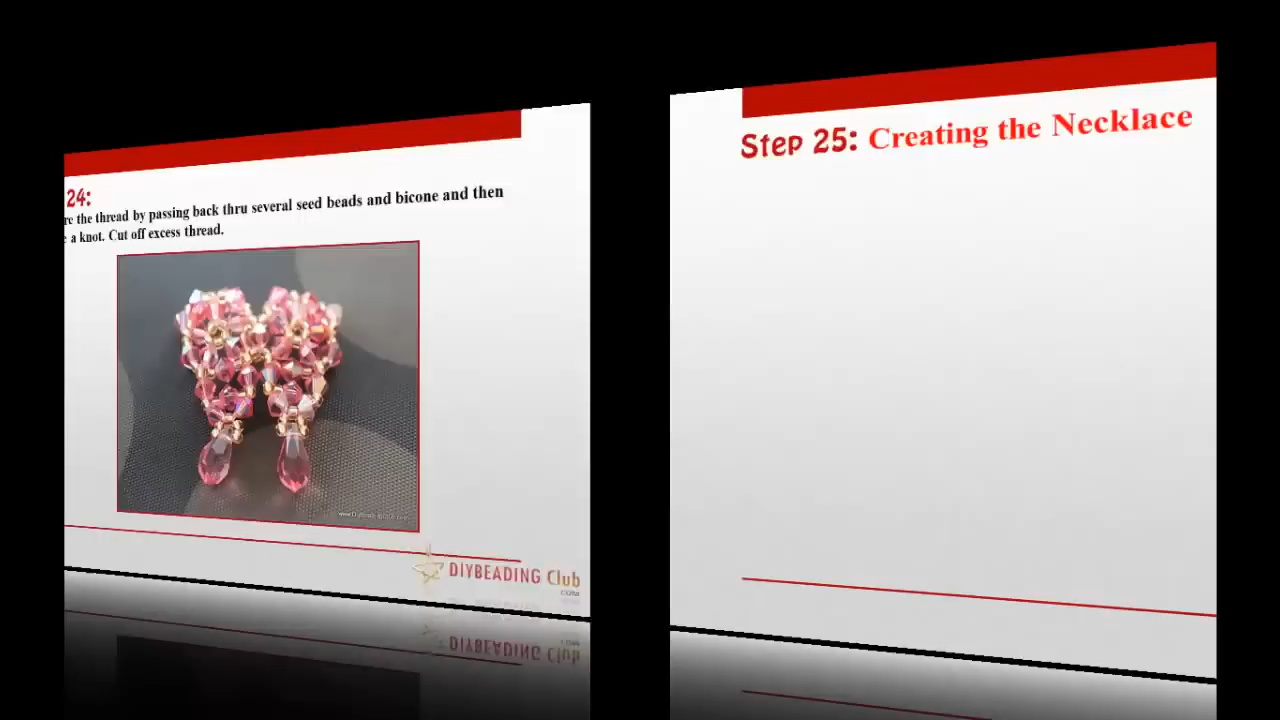 24:
re the thread by passing back thru several seed beads and bicone and then
a knot. Cut off excess thread.
DIYBEADING Club
.COM
Step 25: Creating the Necklace